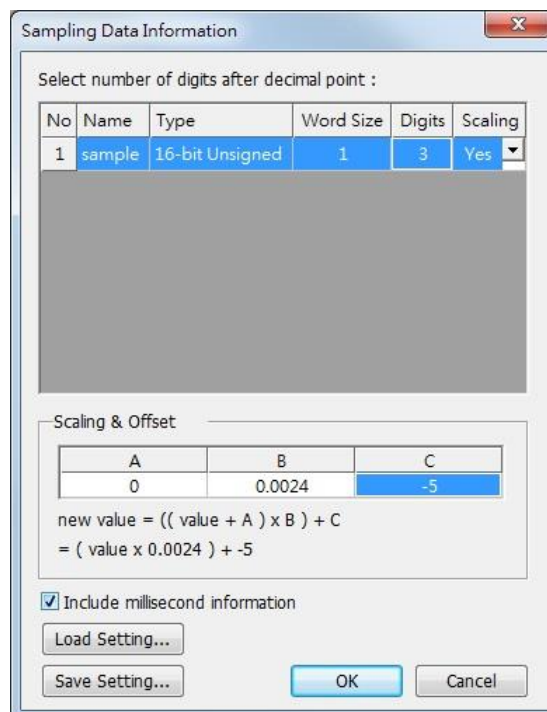 Sampling Data Information
Select number of digits after decimal point :
No Name Type Word Size Digits Scaling
1 sample 16-bit Unsigned 1 3 Yes
Scaling & Offset
A B C
0 0.0024 -5
new value = (( value + A ) x B ) + C
= ( value x 0.0024 ) + -5
Include millisecond information
Load Setting...
Save Setting... OK Cancel